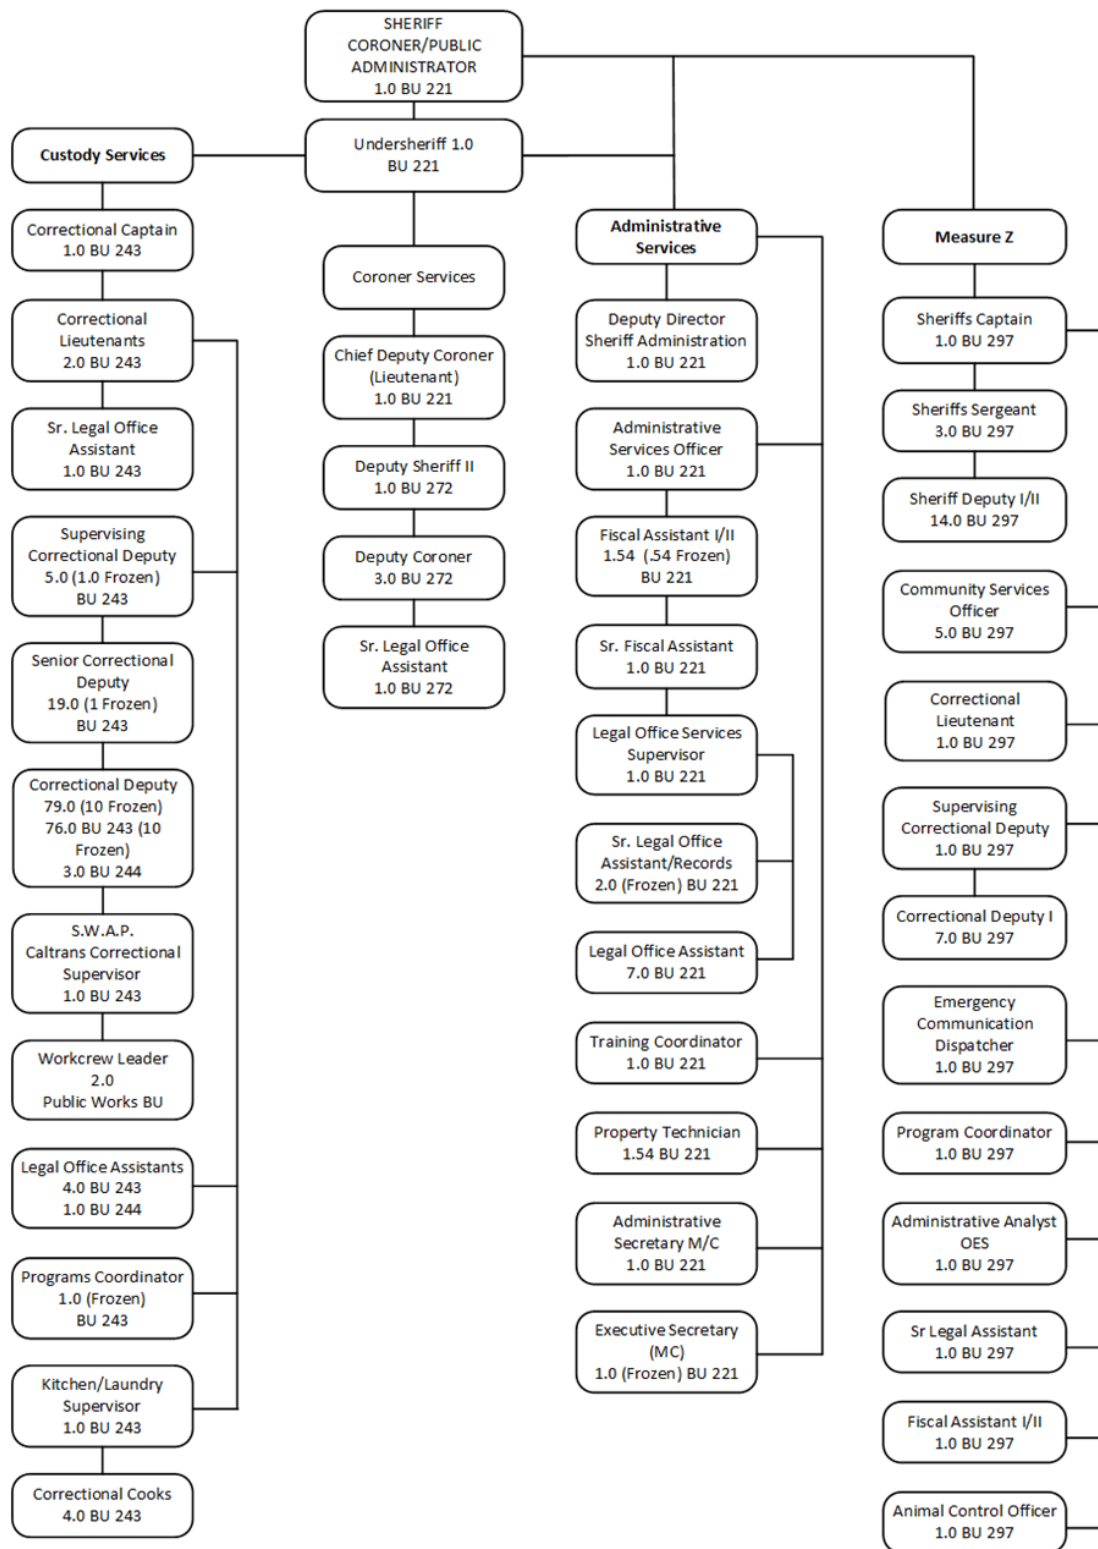 SHERIFF
CORONER/PUBLIC
ADMINISTRATOR
1.0 BU 221
Undersheriff 1.0
BU 221
Custody Services
Correctional Captain
1.0 BU 243
Correctional
Lieutenants
2.0 BU 243
Sr. Legal Office
Assistant
1.0 BU 243
Supervising
Correctional Deputy
5.0 (1.0 Frozen)
BU 243
Senior Correctional
Deputy
19.0 (1 Frozen)
BU 243
Correctional Deputy
79.0 (10 Frozen)
76.0 BU 243 (10
Frozen)
3.0 BU 244
S.W.A.P.
Caltrans Correctional
Supervisor
1.0 BU 243
Workcrew Leader
2.0
Public Works BU
Legal Office Assistants
4.0 BU 243
1.0 BU 244
Programs Coordinator
1.0 (Frozen)
BU 243
Kitchen/Laundry
Supervisor
1.0 BU 243
Correctional Cooks
4.0 BU 243
Coroner Services
Chief Deputy Coroner
(Lieutenant)
1.0 BU 221
Deputy Sheriff II
1.0 BU 272
Deputy Coroner
3.0 BU 272
Sr. Legal Office
Assistant
1.0 BU 272
Administrative
Services
Deputy Director
Sheriff Administration
1.0 BU 221
Administrative
Services Officer
1.0 BU 221
Fiscal Assistant I/II
1.54 (.54 Frozen)
BU 221
Sr. Fiscal Assistant
1.0 BU 221
Legal Office Services
Supervisor
1.0 BU 221
Sr. Legal Office
Assistant/Records
2.0 (Frozen) BU 221
Legal Office Assistant
7.0 BU 221
Training Coordinator
1.0 BU 221
Property Technician
1.54 BU 221
Administrative
Secretary M/C
1.0 BU 221
Executive Secretary
(MC)
1.0 (Frozen) BU 221
Measure Z
Sheriffs Captain
1.0 BU 297
Sheriffs Sergeant
3.0 BU 297
Sheriff Deputy I/II
14.0 BU 297
Community Services
Officer
5.0 BU 297
Correctional
Lieutenant
1.0 BU 297
Supervising
Correctional Deputy
1.0 BU 297
Correctional Deputy I
7.0 BU 297
Emergency
Communication
Dispatcher
1.0 BU 297
Program Coordinator
1.0 BU 297
Administrative Analyst
OES
1.0 BU 297
Sr Legal Assistant
1.0 BU 297
Fiscal Assistant I/II
1.0 BU 297
Animal Control Officer
1.0 BU 297